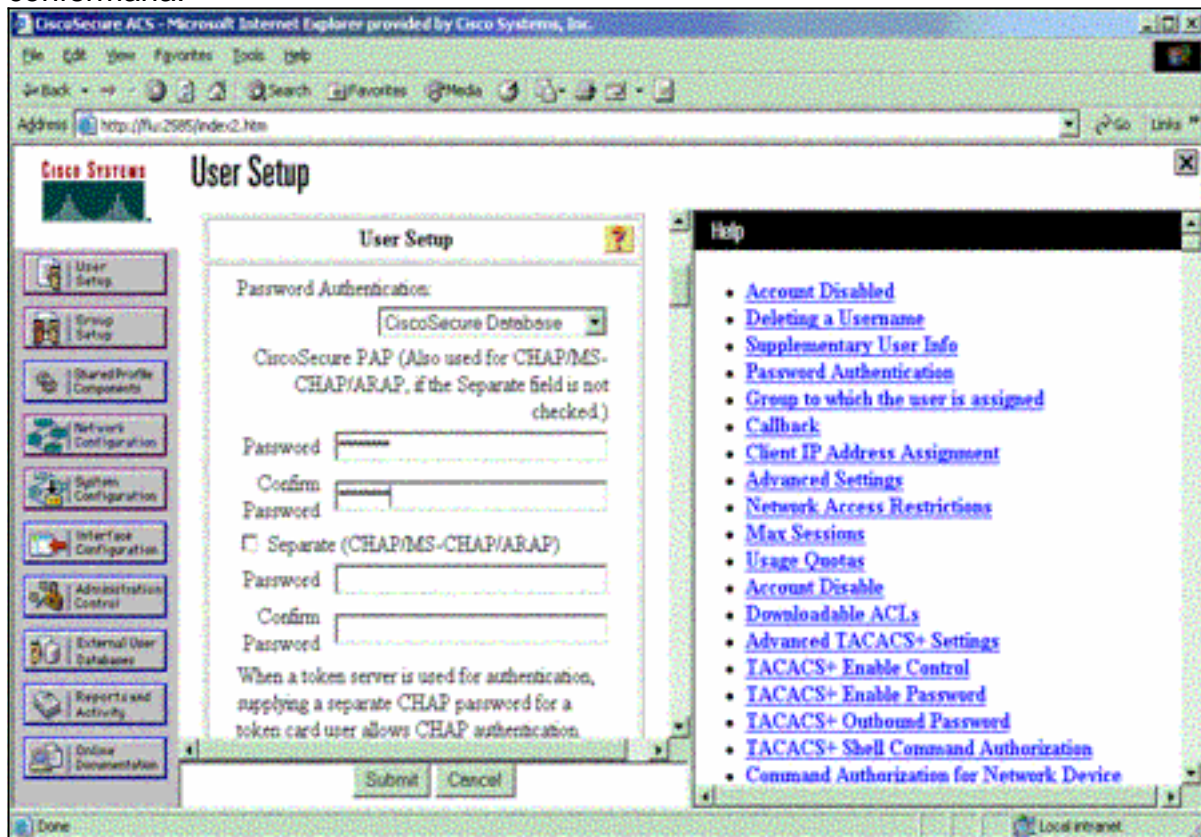 CiscoSecure ACS - Microsoft Internet Explorer provided by Cisco Systems, Inc.
File Edit View Favorites Tools Help
Back Search Favorites Media
Address http://flu:2585/index2.htm Go Links »
CISCO SYSTEMS
User Setup
User Setup
Group Setup
Shared Profile Components
Network Configuration
System Configuration
Interface Configuration
Administration Control
External User Databases
Reports and Activity
Online Documentation
User Setup
Password Authentication:
CiscoSecure Database
CiscoSecure PAP (Also used for CHAP/MS-
CHAP/ARAP, if the Separate field is not
checked.)
Password
Confirm
Password
Separate (CHAP/MS-CHAP/ARAP)
Password
Confirm
Password
When a token server is used for authentication,
supplying a separate CHAP password for a
token card user allows CHAP authentication.
Submit Cancel
Help
Account Disabled
Deleting a Username
Supplementary User Info
Password Authentication
Group to which the user is assigned
Callback
Client IP Address Assignment
Advanced Settings
Network Access Restrictions
Max Sessions
Usage Quotas
Account Disable
Downloadable ACLs
Advanced TACACS+ Settings
TACACS+ Enable Control
TACACS+ Enable Password
TACACS+ Outbound Password
TACACS+ Shell Command Authorization
Command Authorization for Network Device
Done
Local intranet